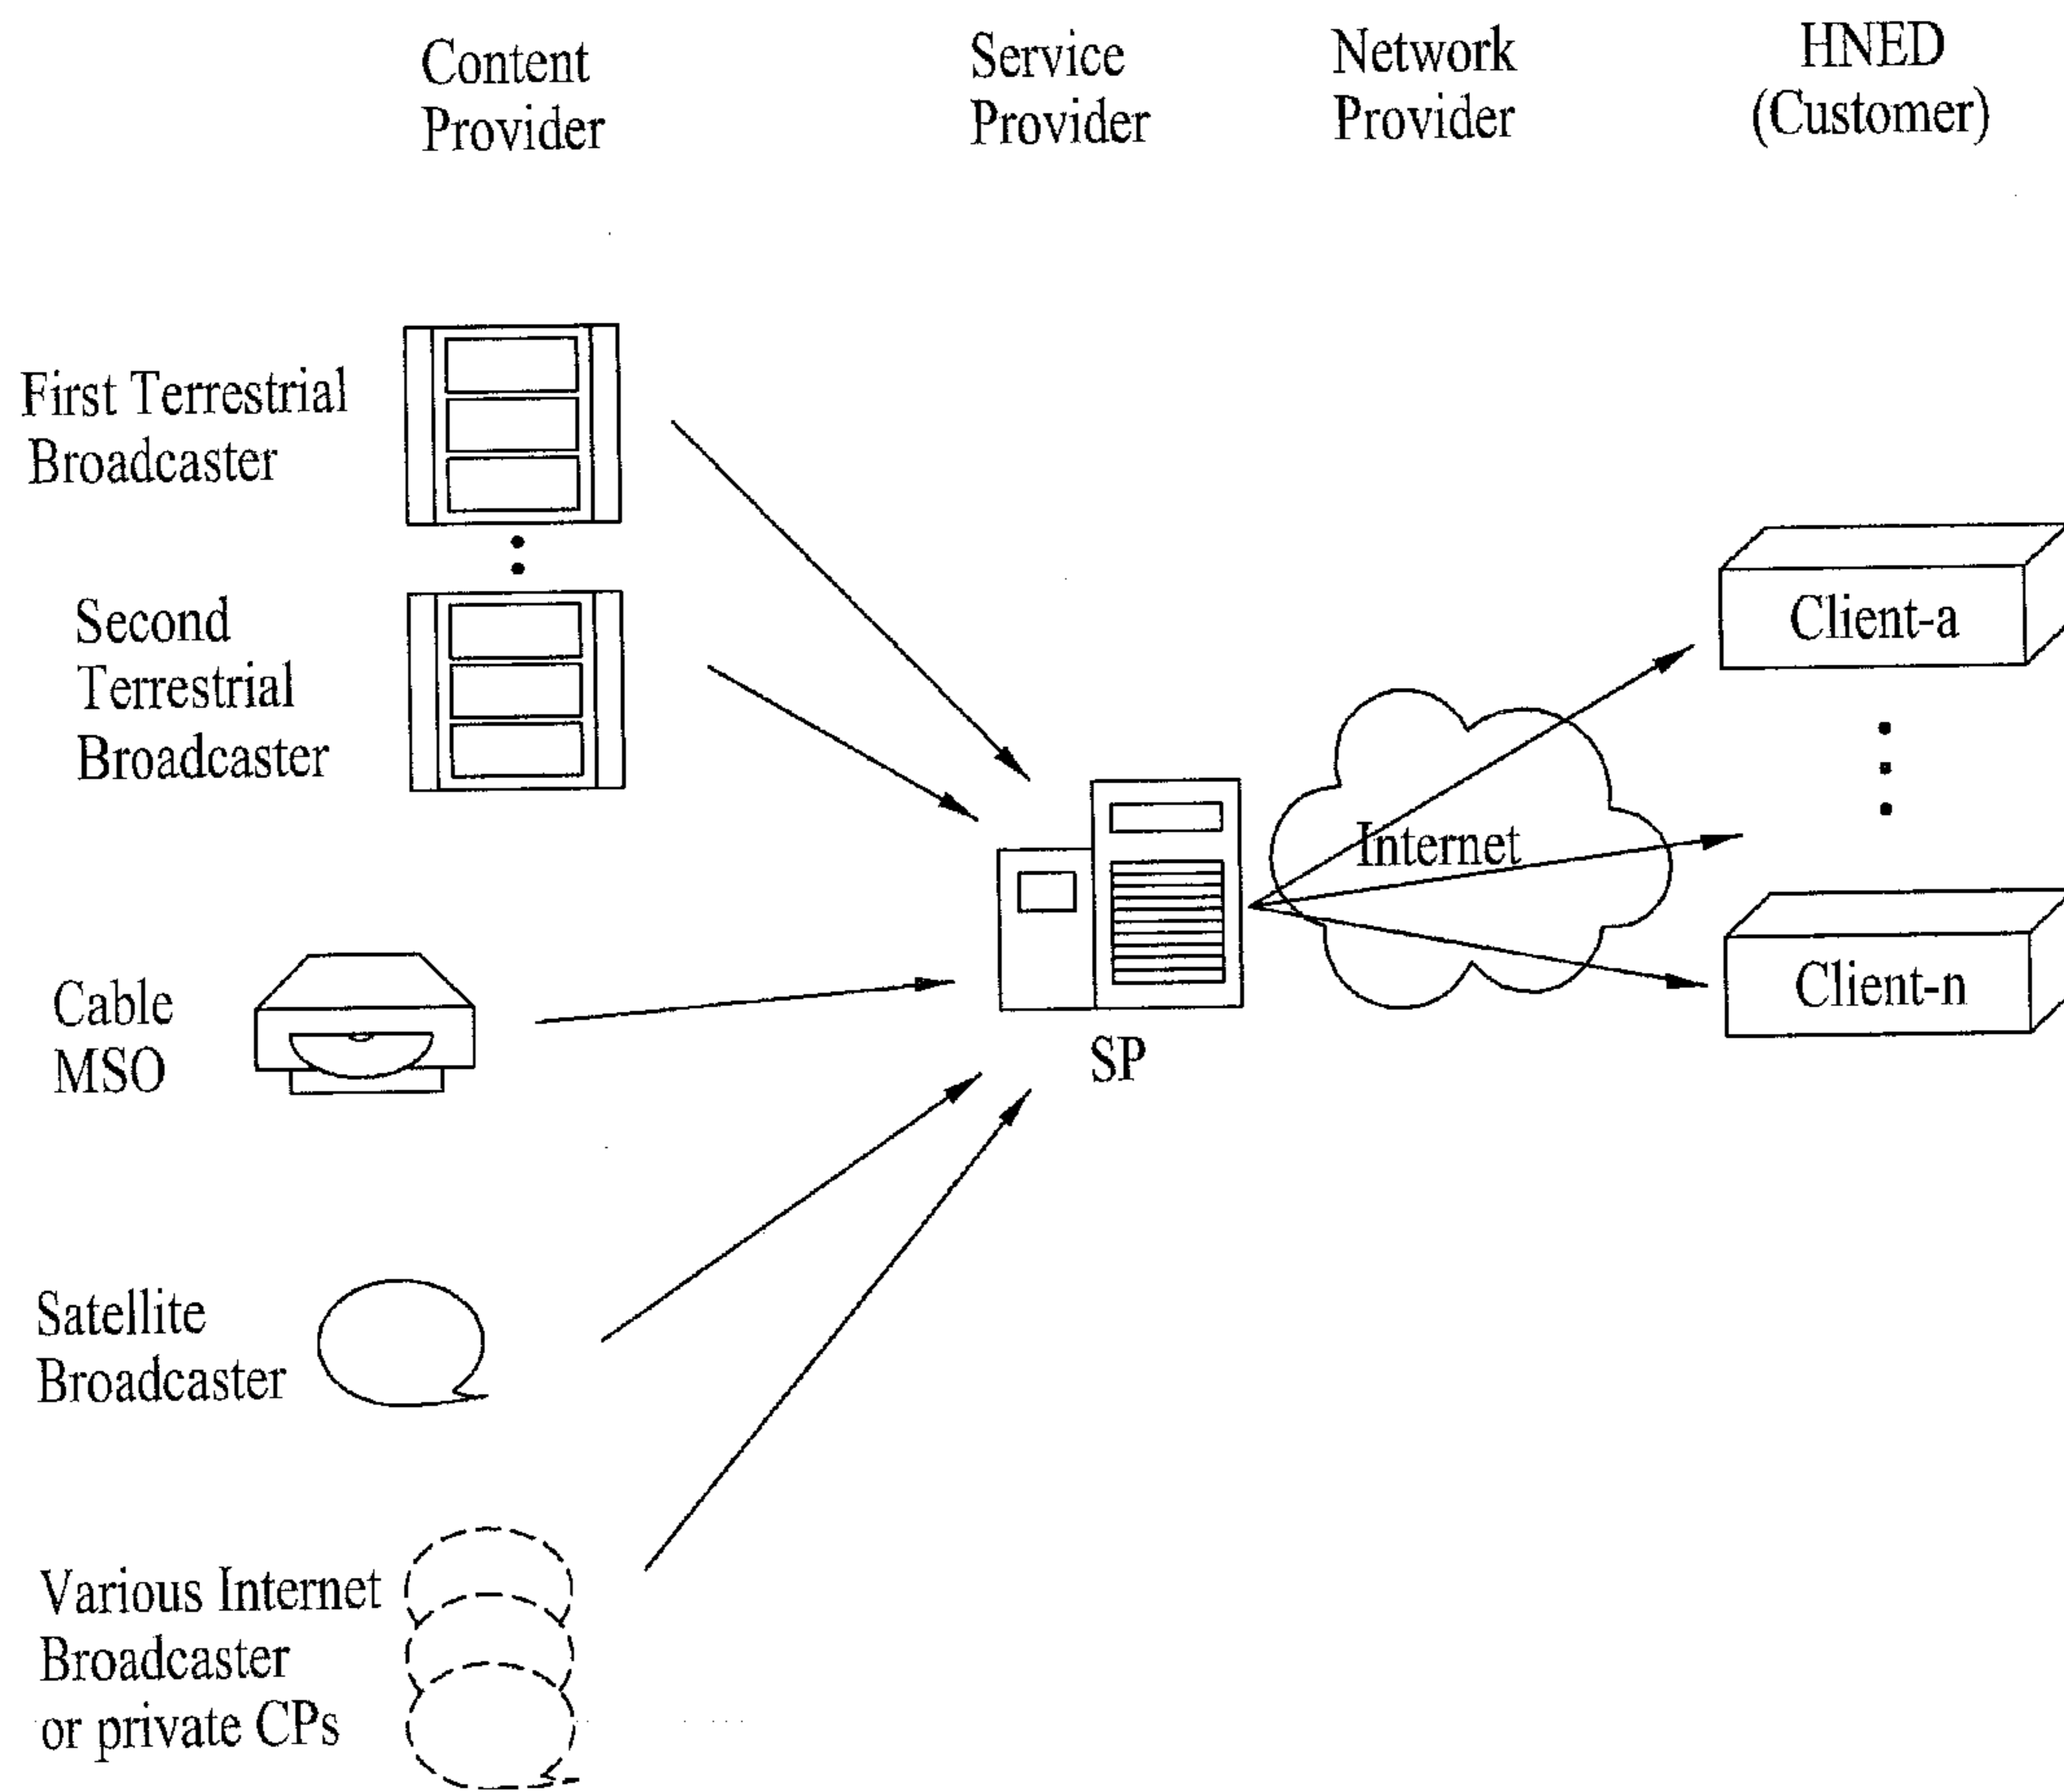 Content
Provider
Service
Provider
Network
Provider
HNED
(Customer)
First Terrestrial
Broadcaster
Second
Terrestrial
Broadcaster
Cable
MSO
Satellite
Broadcaster
Various Internet
Broadcaster
or private CPs
SP
Internet
Client-a
Client-n